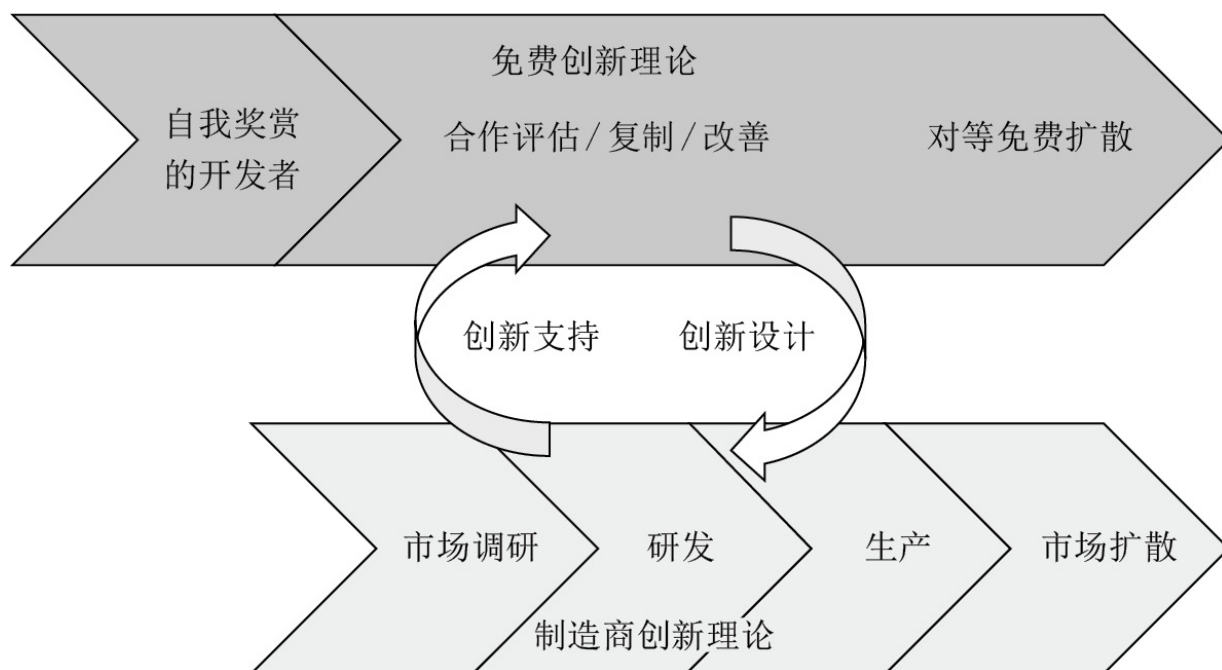 免费创新理论
自我奖赏
的开发者
合作评估/复制/改善
对等免费扩散
创新支持
创新设计
市场调研
研发
生产
市场扩散
制造商创新理论